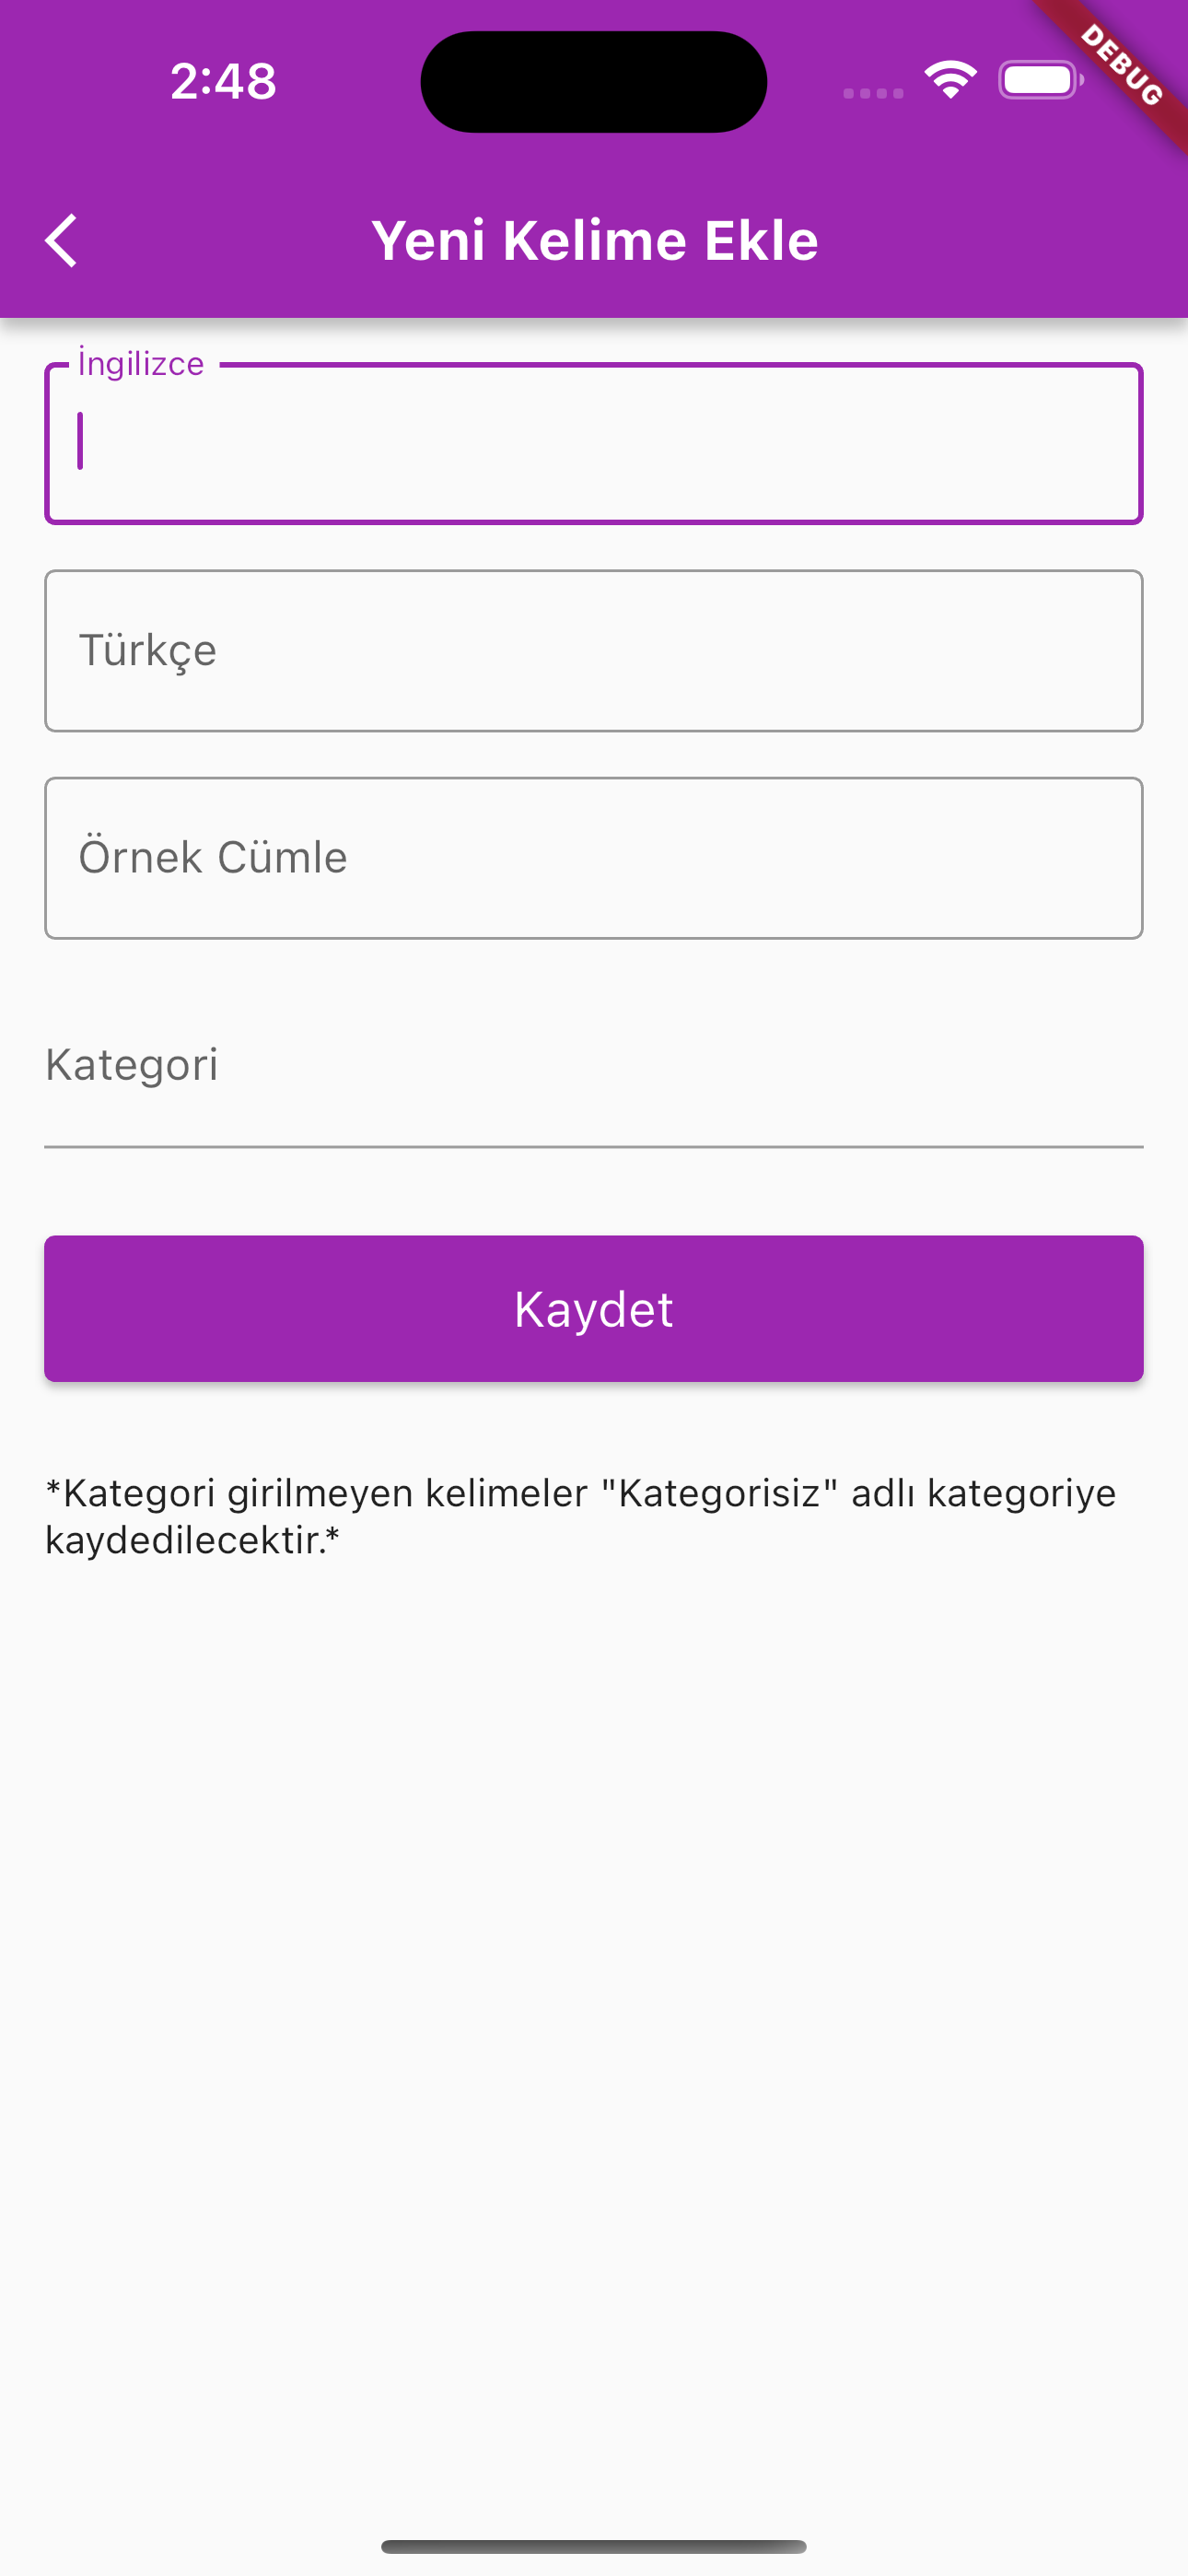 2:48
DEBUG
Yeni Kelime Ekle
İngilizce
Türkçe
Örnek Cümle
Kategori
Kaydet
*Kategori girilmeyen kelimeler "Kategorisiz" adlı kategoriye
kaydedilecektir.*